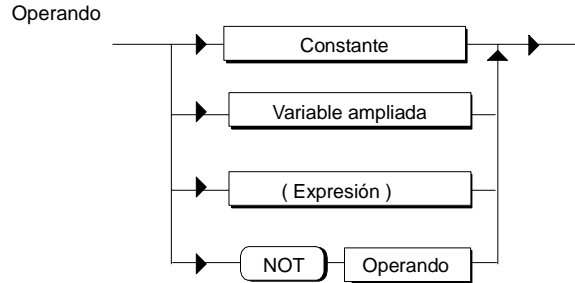 Operando
Constante
Variable ampliada
( Expresión )
NOT Operando